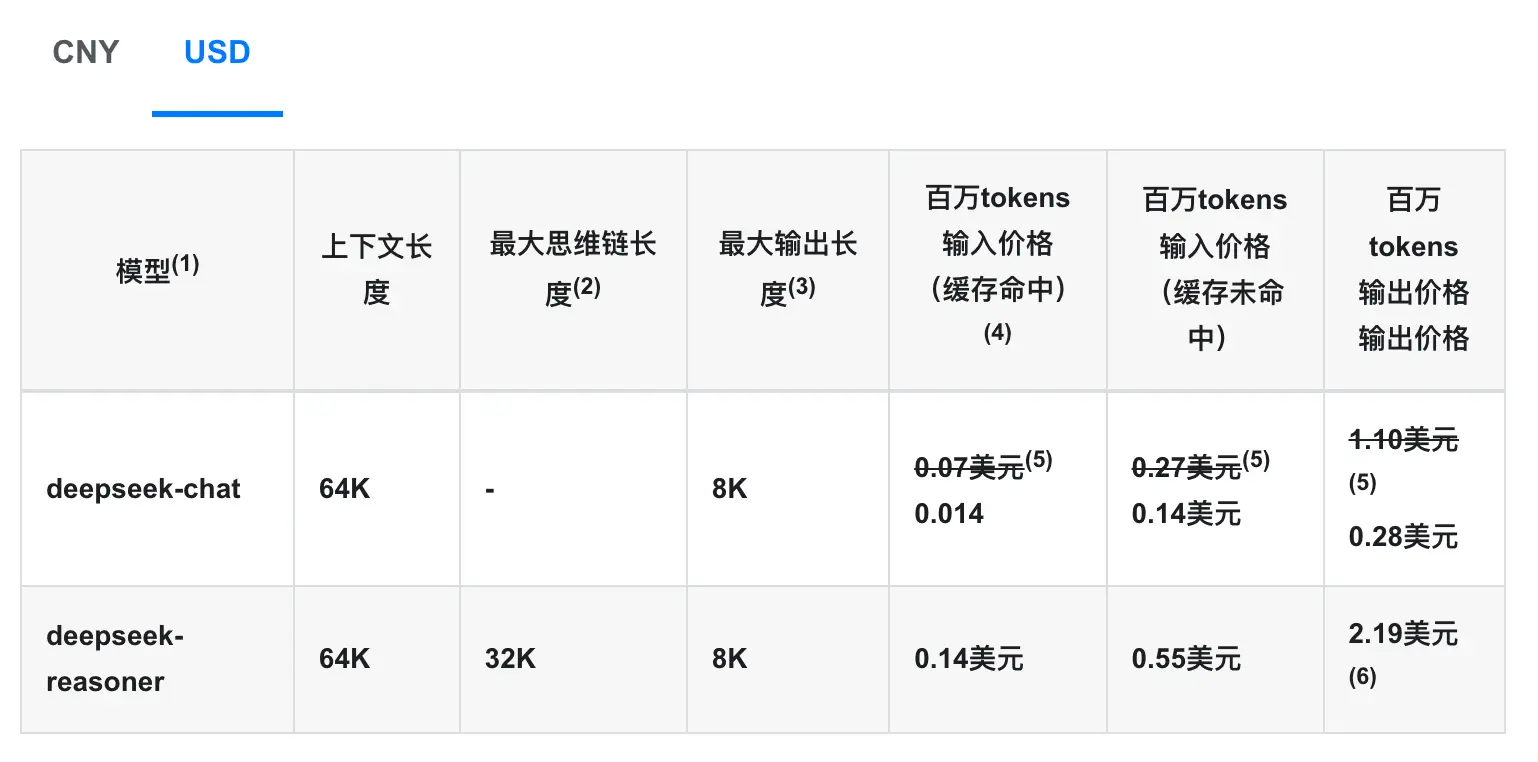 CNY
USD
模型(1)
上下文长
度
最大思维链长
度(2)
最大输出长
度(3)
百万tokens
输入价格
（缓存命中）
(4)
百万tokens
输入价格
（缓存未命
中）
百万
tokens
输出价格
输出价格
deepseek-chat
64K
-
8K
0.07美元(5)
0.014
0.27美元(5)
0.14美元
1.10美元
(5)
0.28美元
deepseek-
reasoner
64K
32K
8K
0.14美元
0.55美元
2.19美元
(6)